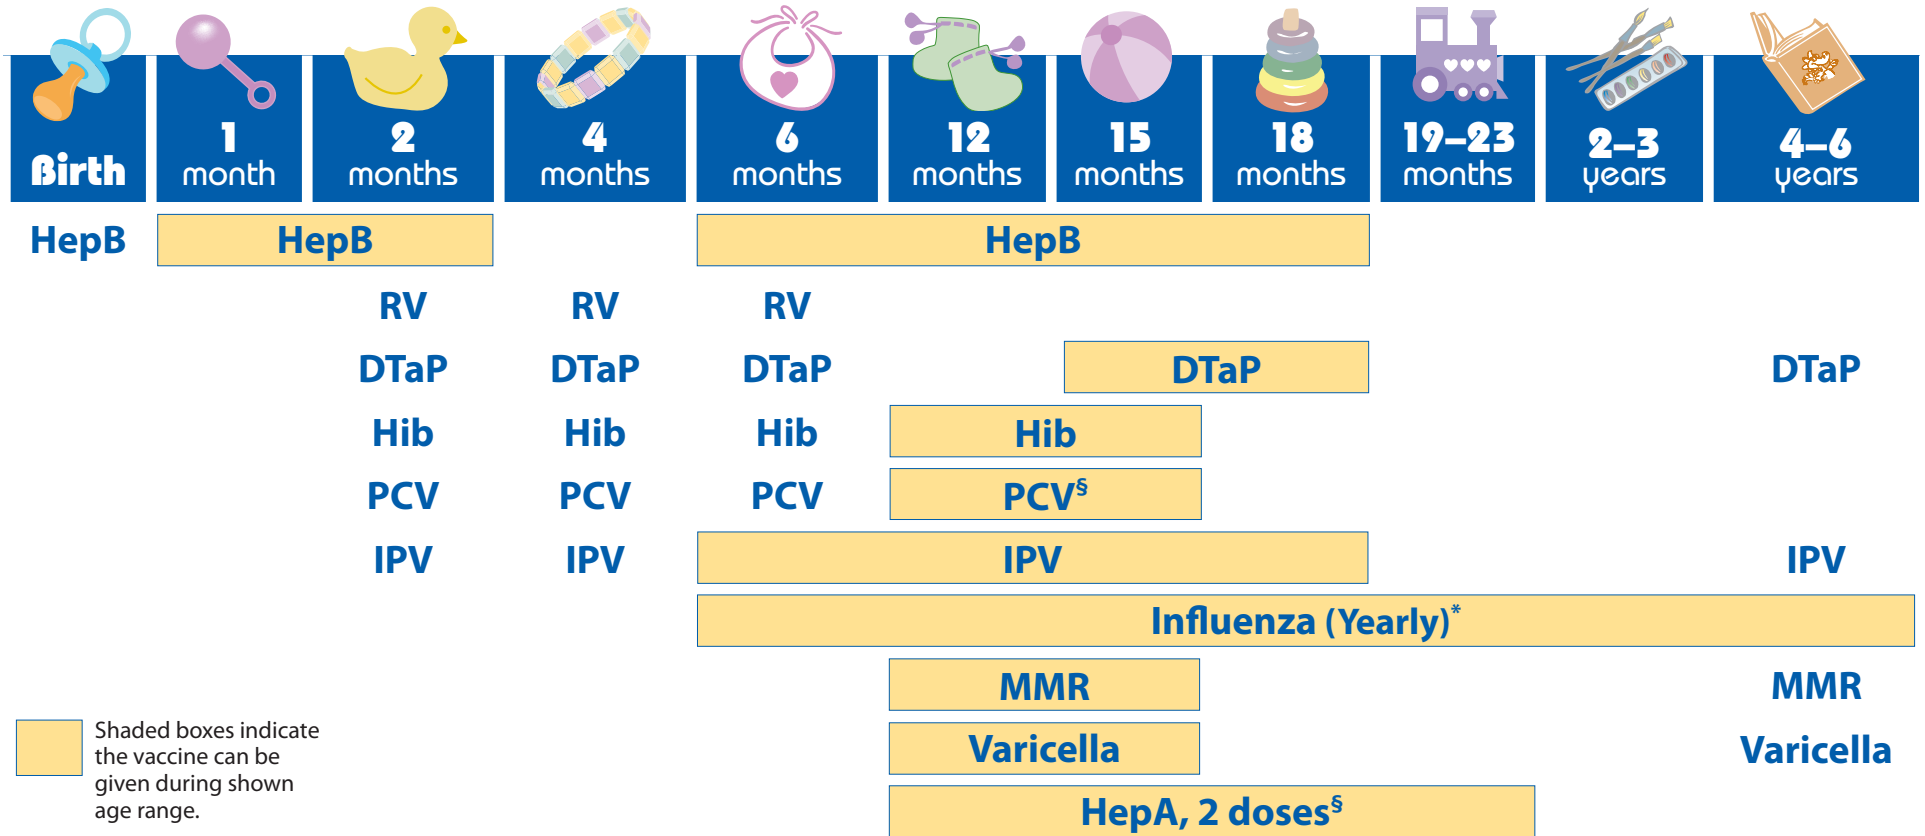 Birth
1 month
2 months
4 months
6 months
12 months
15 months
18 months
19–23 months
2–3 years
4–6 years
HepB HepB HepB
RV RV RV
DTaP DTaP DTaP DTaP DTaP
Hib Hib Hib Hib
PCV PCV PCV PCV§
IPV IPV IPV IPV
Influenza (Yearly)*
MMR MMR
Varicella Varicella
HepA, 2 doses§
Shaded boxes indicate
the vaccine can be
given during shown
age range.